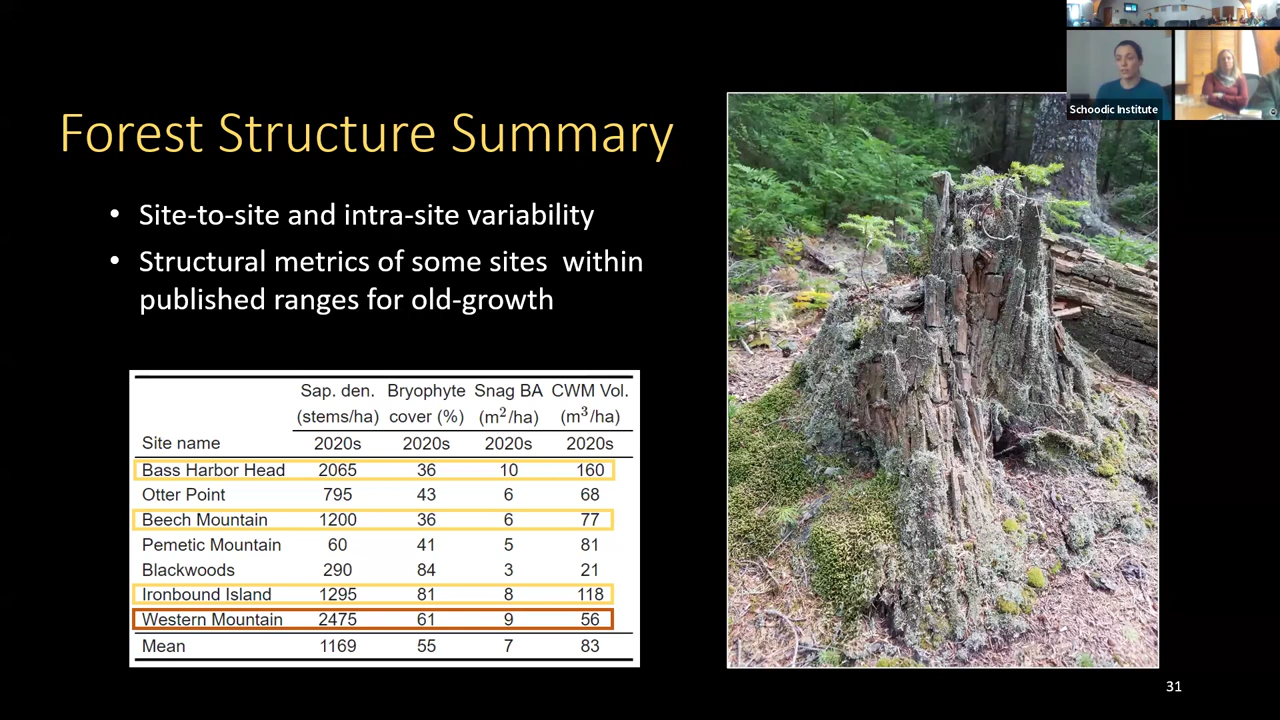 Schoodic Institute
Forest Structure Summary
• Site-to-site and intra-site variability
• Structural metrics of some sites within
published ranges for old-growth
Sap. den. Bryophyte Snag BA CWM Vol.
(stems/ha) cover (%) (m²/ha) (m³/ha)
Site name 2020s 2020s 2020s 2020s
Bass Harbor Head 2065 36 10 160
Otter Point 795 43 6 68
Beech Mountain 1200 36 6 77
Pemetic Mountain 60 41 5 81
Blackwoods 290 84 3 21
Ironbound Island 1295 81 8 118
Western Mountain 2475 61 9 56
Mean 1169 55 7 83
31